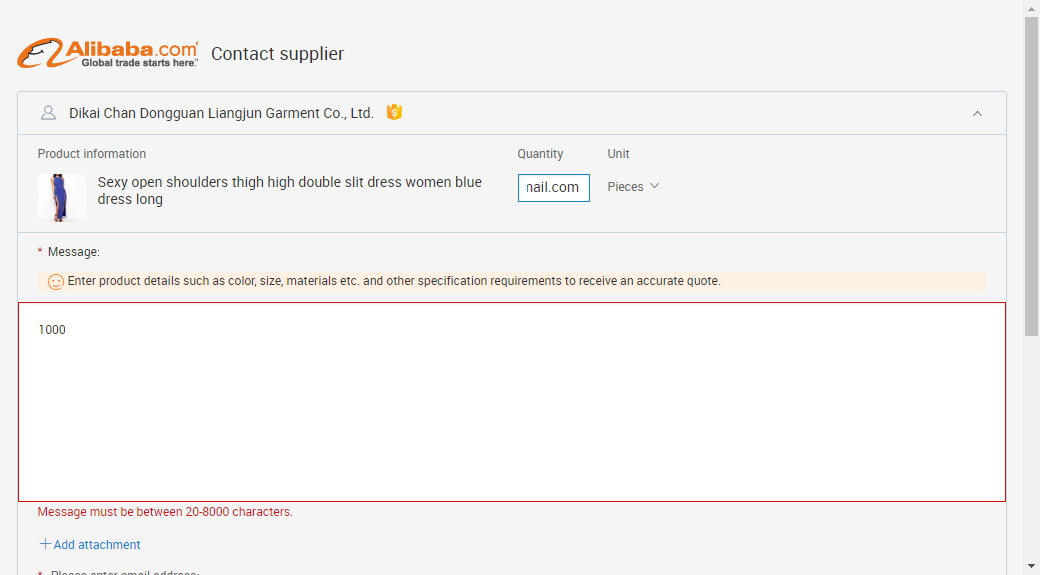 Alibaba.com
Global trade starts here.™
Contact supplier
Dikai Chan Dongguan Liangjun Garment Co., Ltd.
Product information
Quantity
Unit
Sexy open shoulders thigh high double slit dress women blue
dress long
nail.com
Pieces
* Message:
Enter product details such as color, size, materials etc. and other specification requirements to receive an accurate quote.
1000
Message must be between 20-8000 characters.
Add attachment
* Please enter email address: